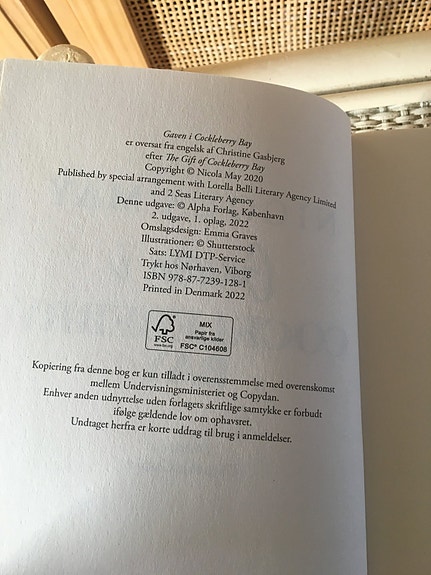 Gaven i Cockleberry Bay
er oversat fra engelsk af Christine Gasbjerg
efter The Gift of Cockleberry Bay
Copyright © Nicola May 2020
Published by special arrangement with Lorella Belli Literary Agency Limited
and 2 Seas Literary Agency
Denne udgave: © Alpha Forlag, København
2. udgave, 1. oplag, 2022
Omslagsdesign: Emma Graves
Illustrationer: © Shutterstock
Sats: LYMI DTP-Service
Trykt hos Nørhaven, Viborg
ISBN 978-87-7239-128-1
Printed in Denmark 2022
FSC
www.fsc.org
MIX
Papir fra
ansvarlige kilder
FSC® C104608
Kopiering fra denne bog er kun tilladt i overensstemmelse med overenskomst
mellem Undervisningsministeriet og Copydan.
Enhver anden udnyttelse uden forlagets skriftlige samtykke er forbudt
ifølge gældende lov om ophavsret.
Undtaget herfra er korte uddrag til brug i anmeldelser.